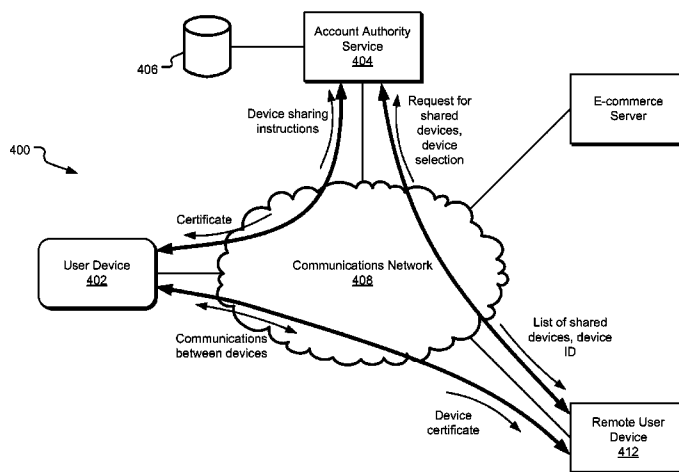 Account Authority
Service
404
406
E-commerce
Server
Device sharing
instructions
Request for
shared devices,
device
selection
400
Certificate
User Device
402
Communications Network
408
Communications
between devices
List of shared
devices, device
ID
Device
certificate
Remote User
Device
412